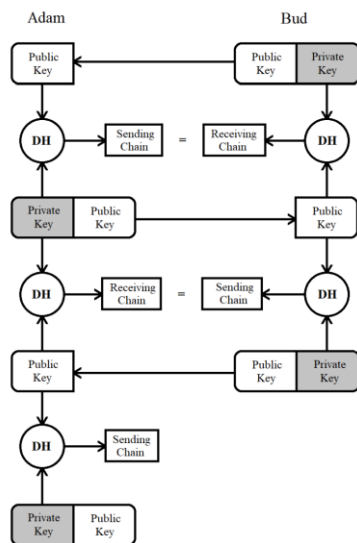 Adam Bud
Public Public Private
Key Key Key
DH Sending = Receiving DH
Chain Chain
Private Public Public
Key Key Key
DH Receiving = Sending DH
Chain Chain
Public Public Private
Key Key Key
DH Sending
Chain
Private Public
Key Key